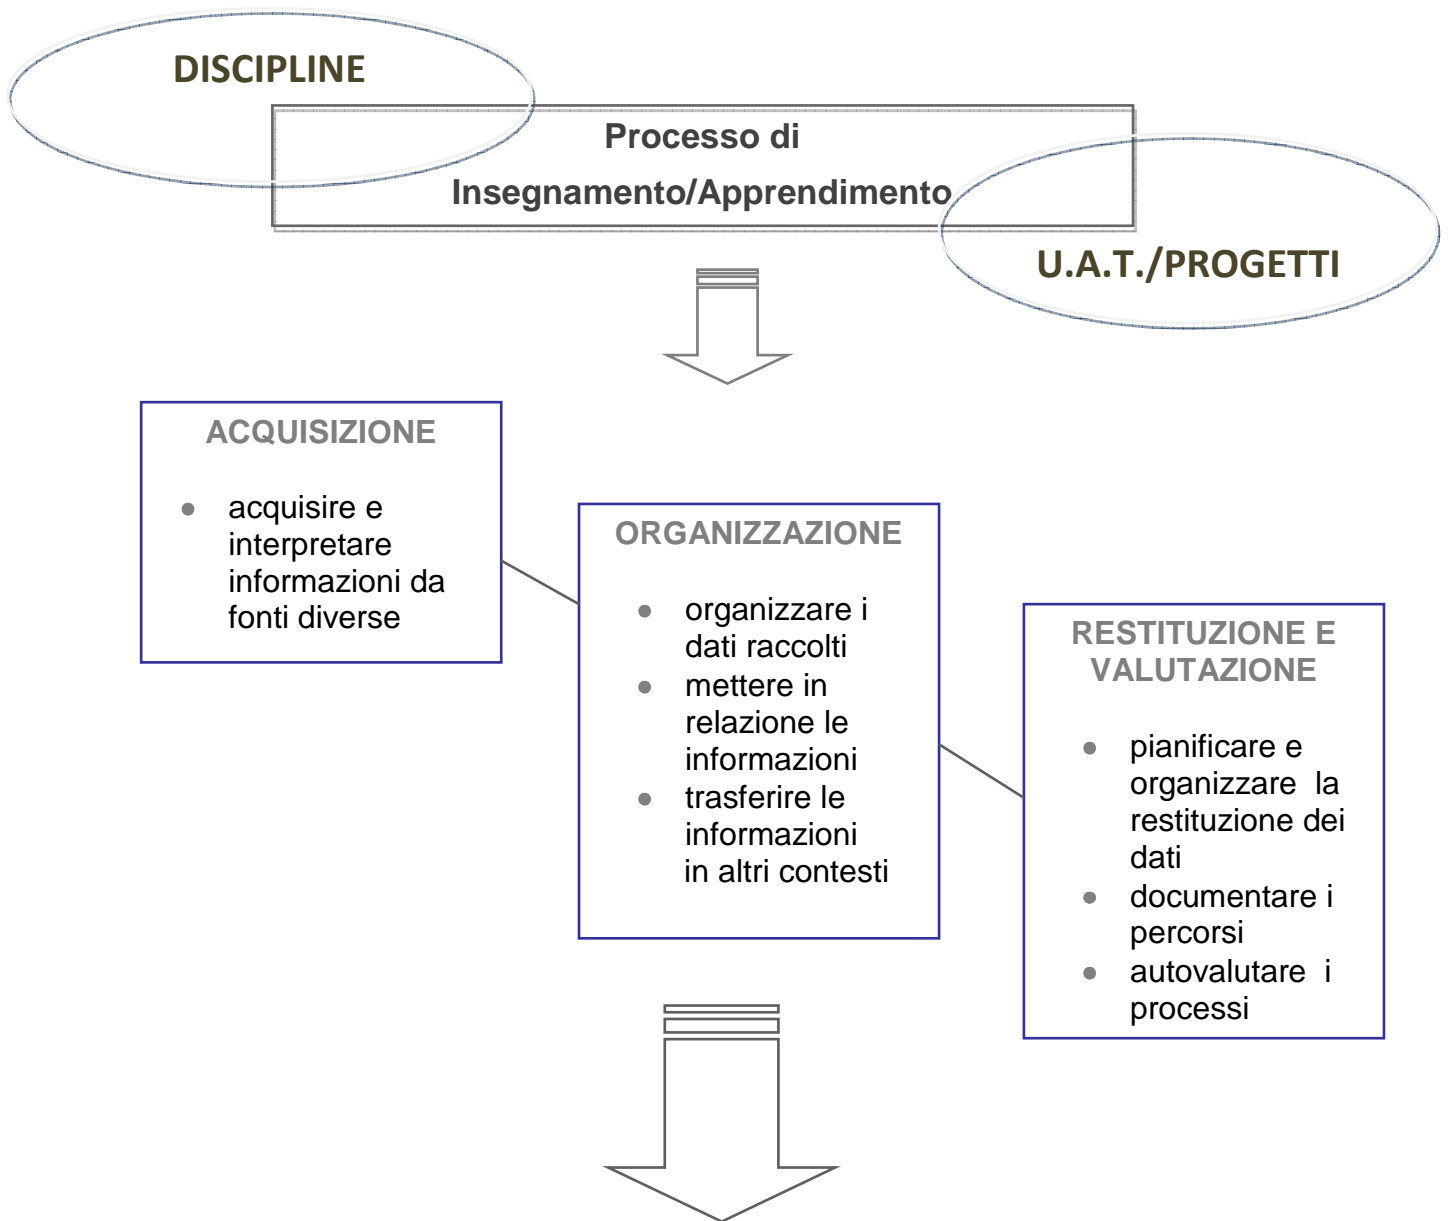 DISCIPLINE
Processo di
Insegnamento/Apprendimento
U.A.T./PROGETTI
ACQUISIZIONE
● acquisire e
interpretare
informazioni da
fonti diverse
ORGANIZZAZIONE
● organizzare i
dati raccolti
● mettere in
relazione le
informazioni
● trasferire le
informazioni
in altri contesti
RESTITUZIONE E
VALUTAZIONE
● pianificare e
organizzare la
restituzione dei
dati
● documentare i
percorsi
● autovalutare i
processi